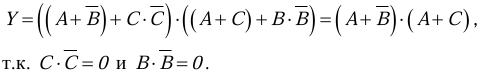 Y = ((A + B̅) + C · C̅) · ((A + C) + B · B̅) = (A + B̅) · (A + C) ,
т.к. C · C̅ = 0 и B · B̅ = 0 .